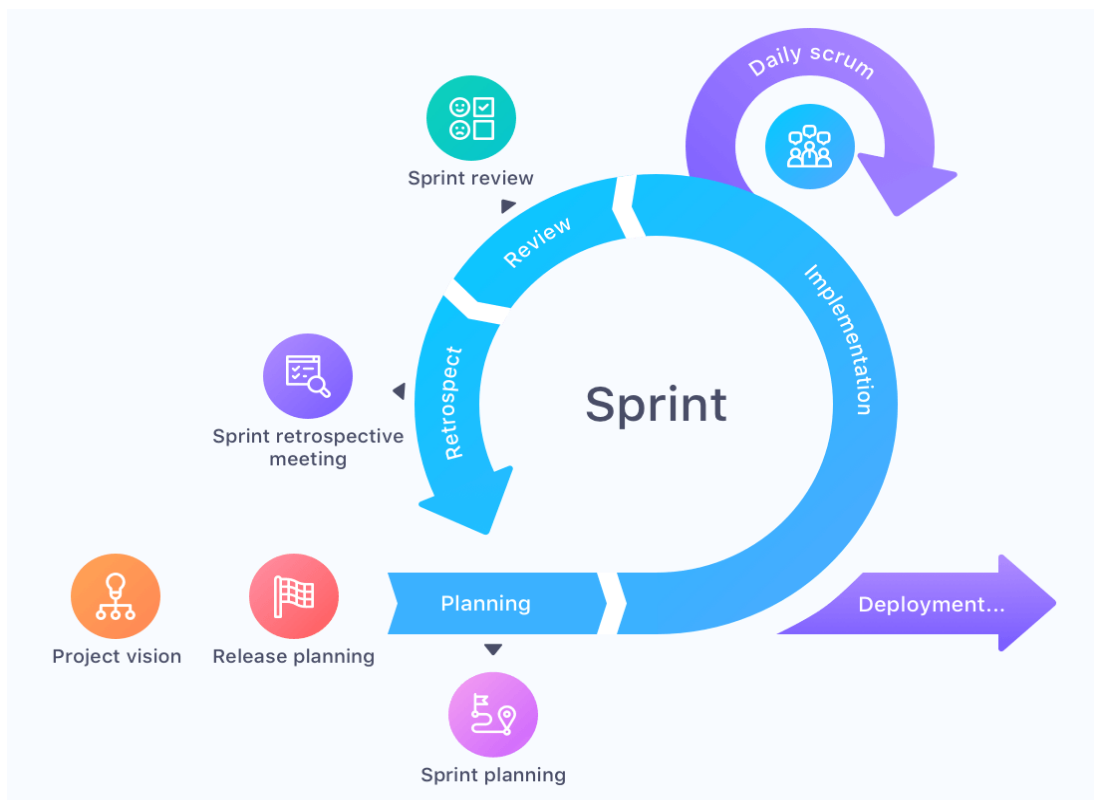 Daily scrum
Sprint review
Review
Implementation
Retrospect
Sprint
Sprint retrospective
meeting
Planning
Deployment...
Project vision
Release planning
Sprint planning